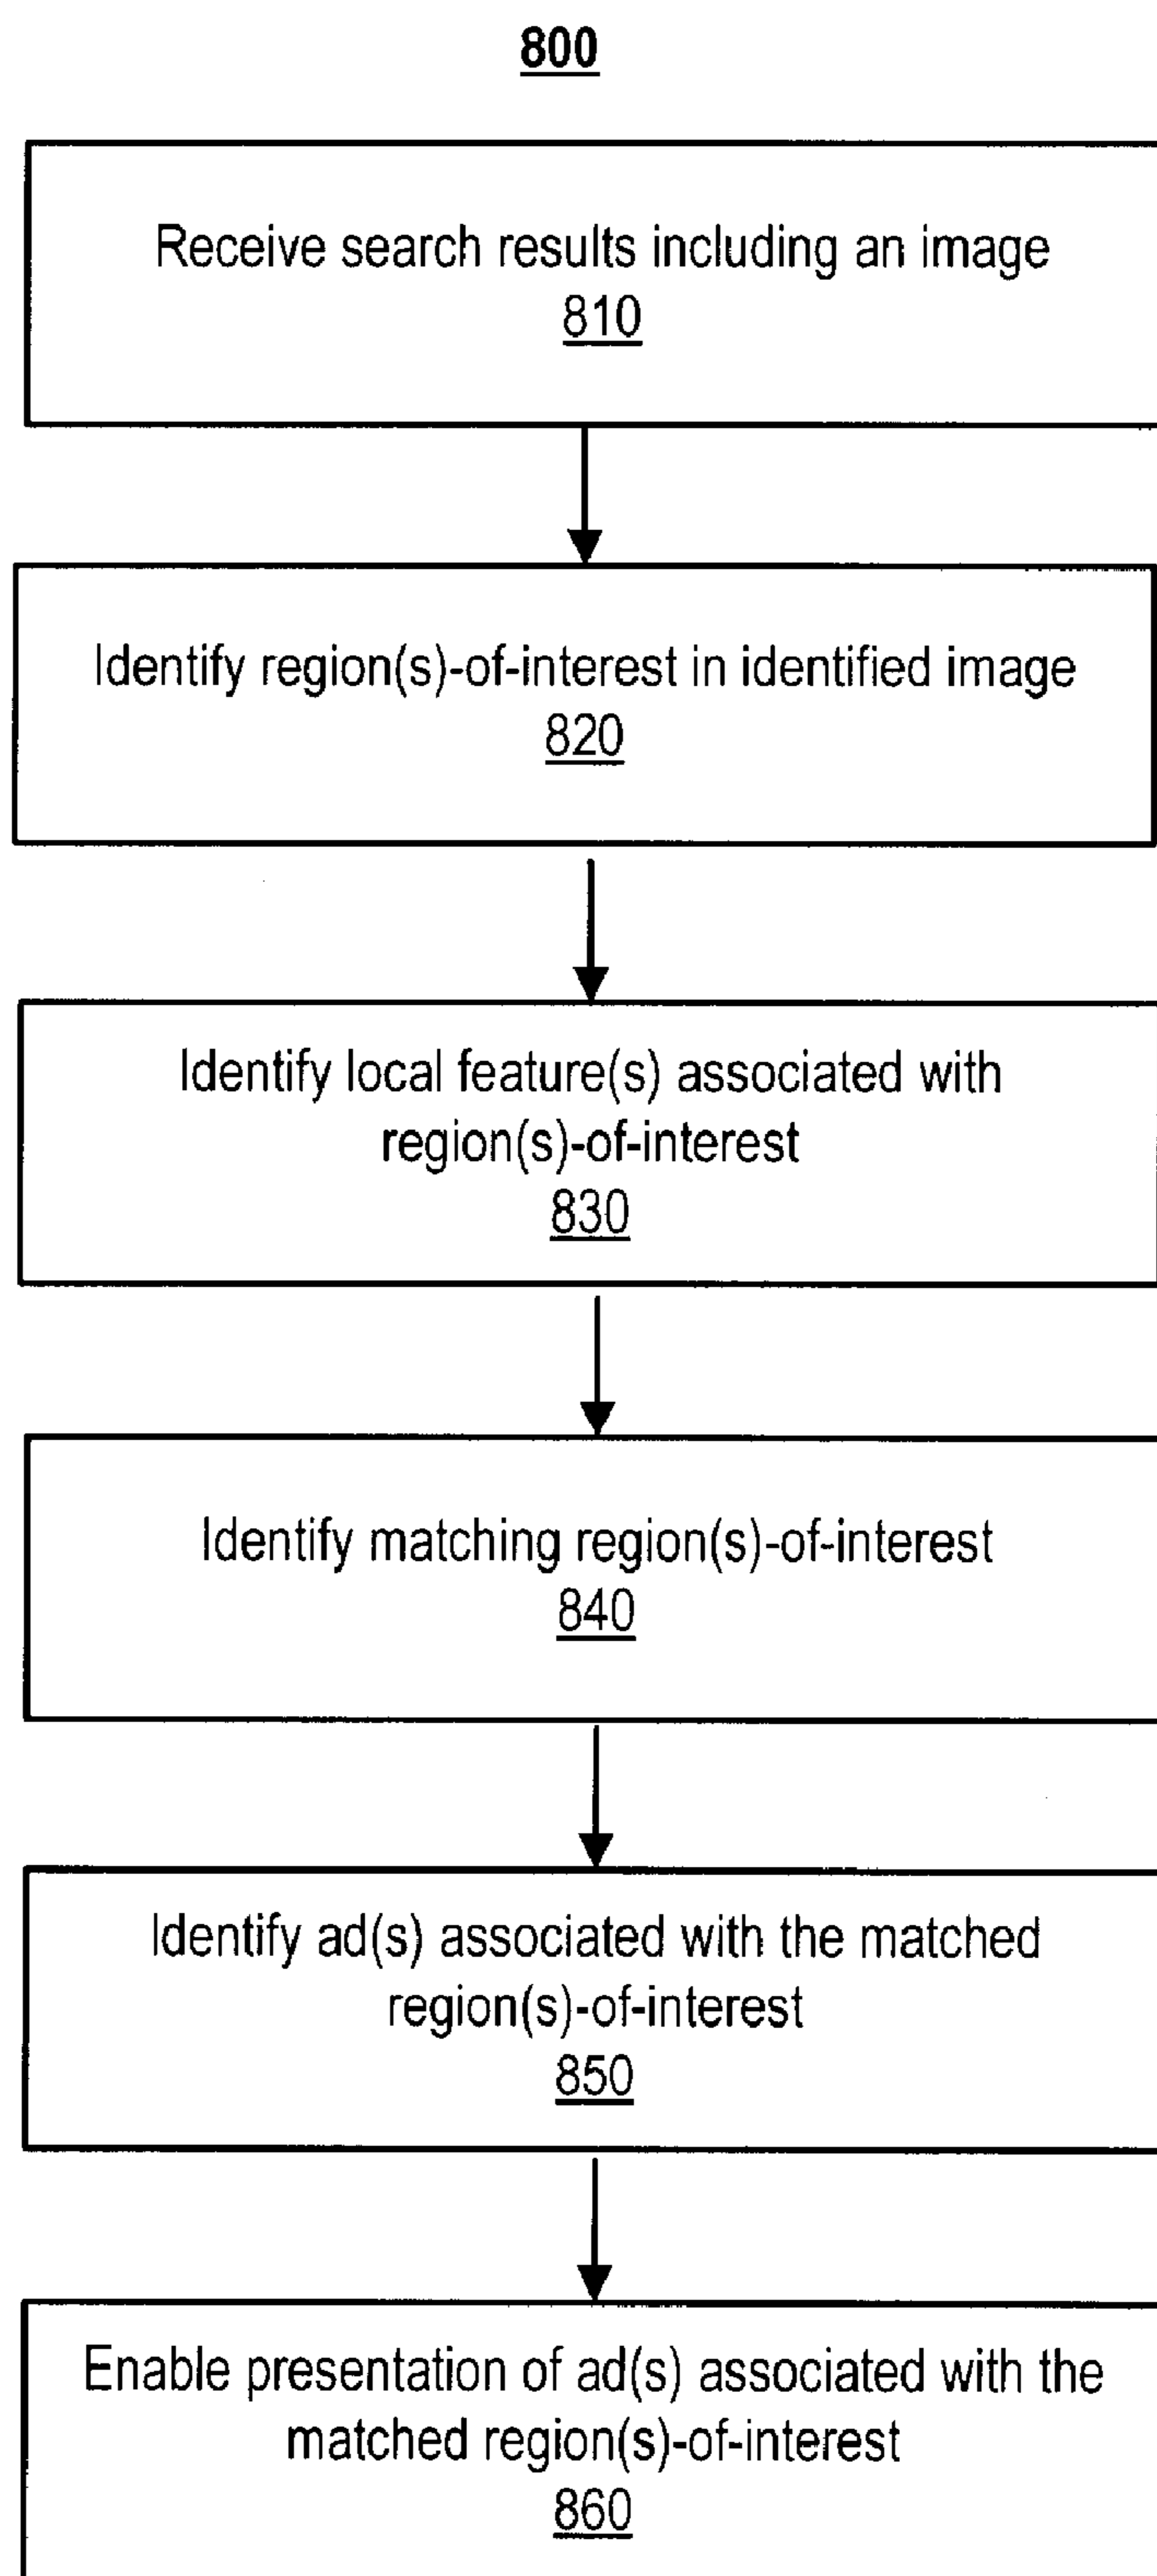 800
Receive search results including an image
810
Identify region(s)-of-interest in identified image
820
Identify local feature(s) associated with
region(s)-of-interest
830
Identify matching region(s)-of-interest
840
Identify ad(s) associated with the matched
region(s)-of-interest
850
Enable presentation of ad(s) associated with the
matched region(s)-of-interest
860